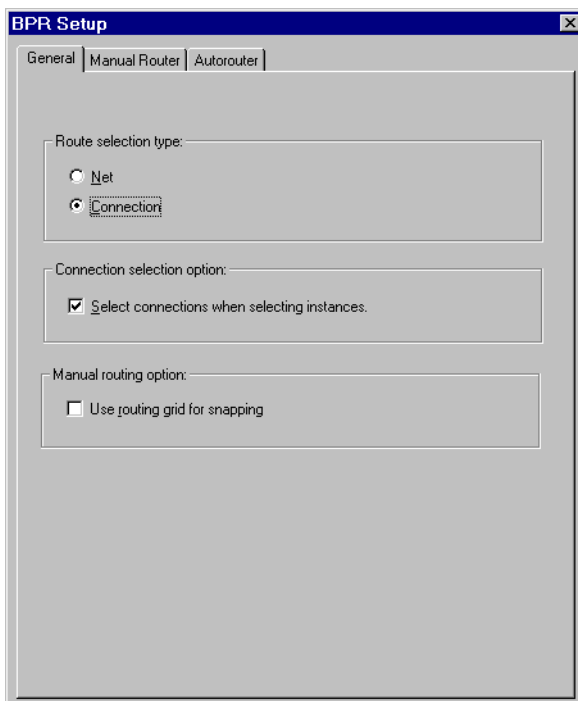 BPR Setup
General Manual Router Autorouter
Route selection type:
Net
Connection
Connection selection option:
Select connections when selecting instances.
Manual routing option:
Use routing grid for snapping